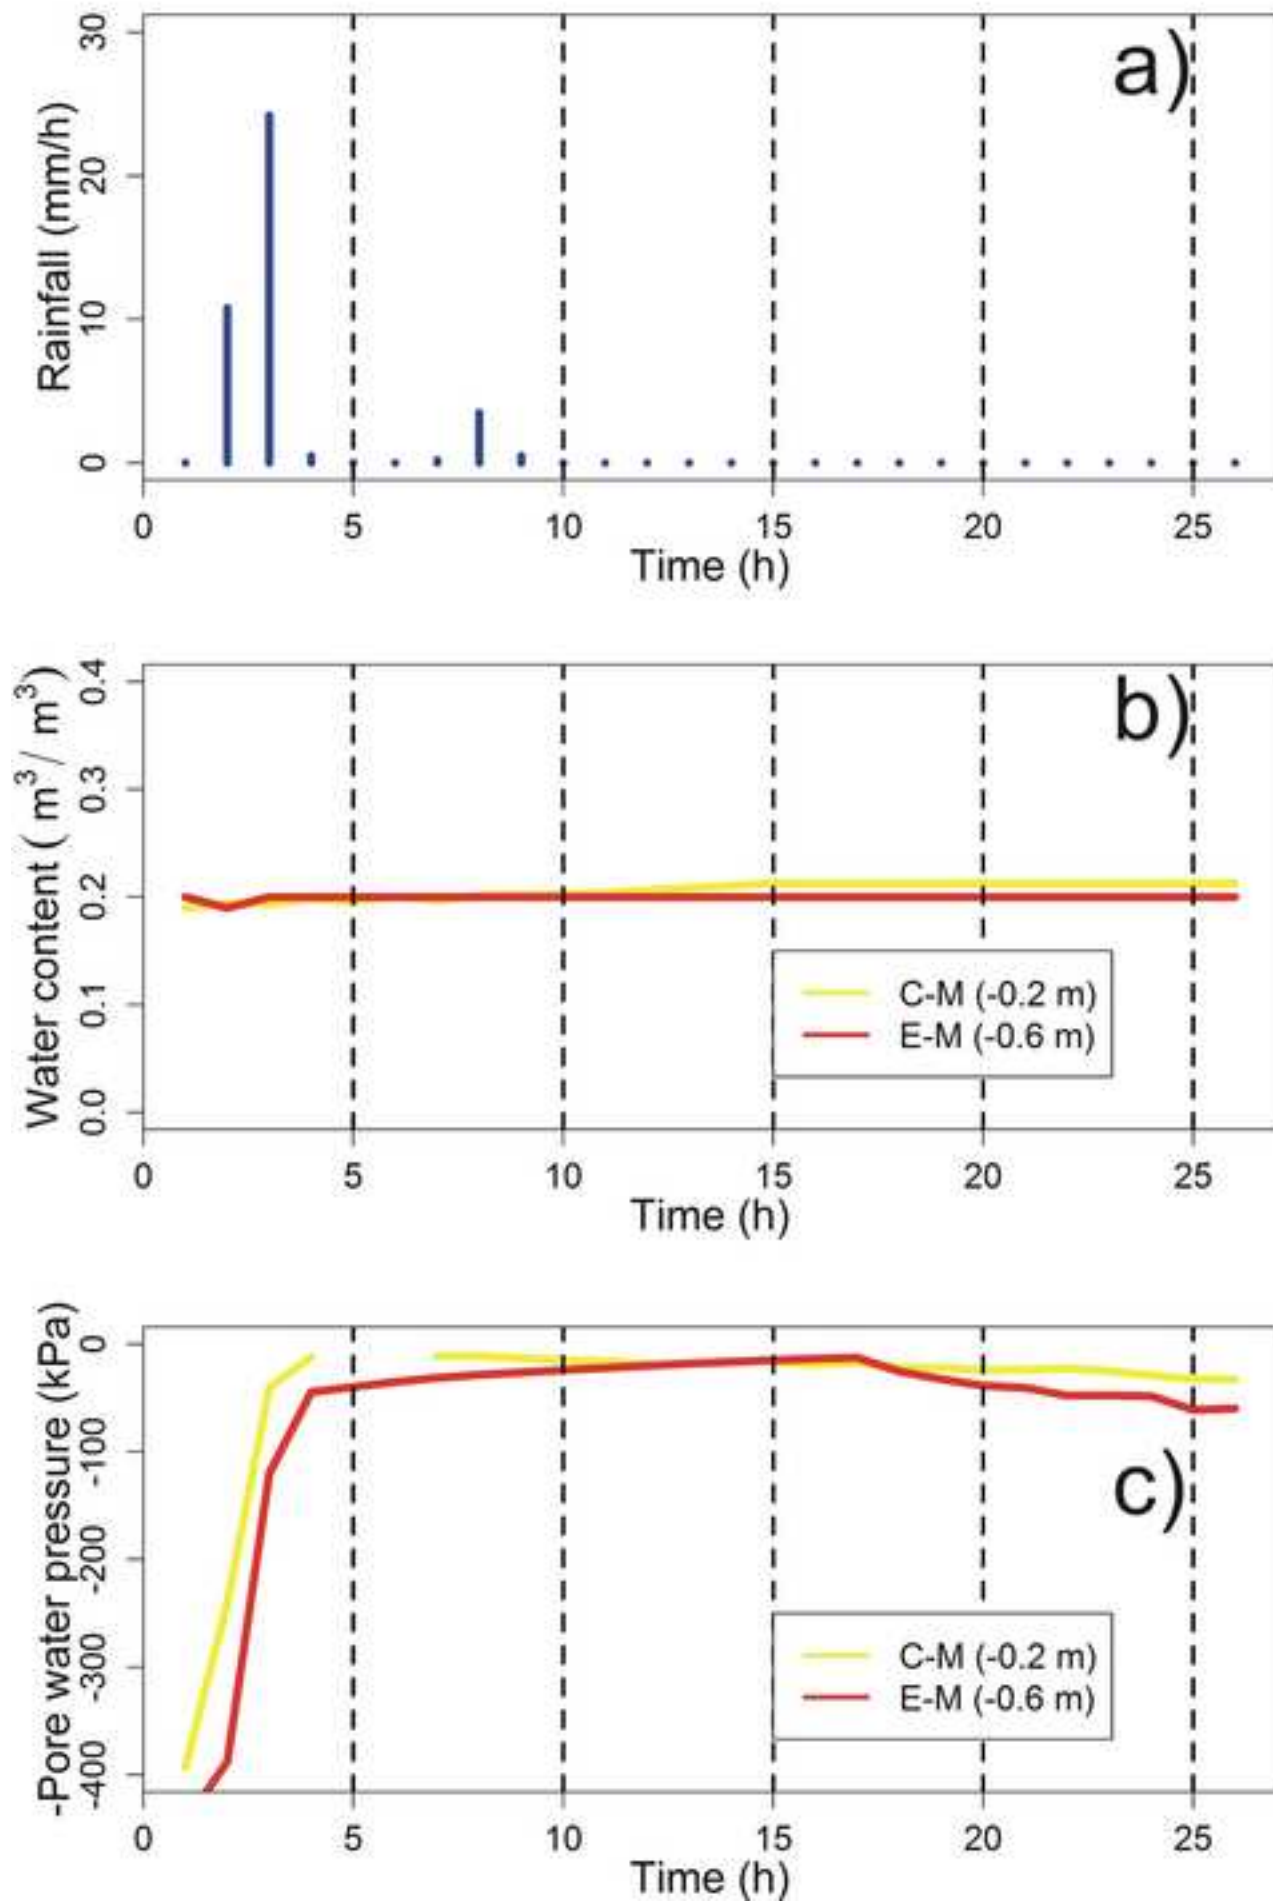 a)
Rainfall (mm/h)
30
20
10
0
0 5 10 15 20 25
Time (h)
b)
Water content ( m³ / m³)
0.4
0.3
0.2
0.1
0.0
C-M (-0.2 m)
E-M (-0.6 m)
0 5 10 15 20 25
Time (h)
-Pore water pressure (kPa)
0
-100
-200
-300
-400
c)
C-M (-0.2 m)
E-M (-0.6 m)
0 5 10 15 20 25
Time (h)